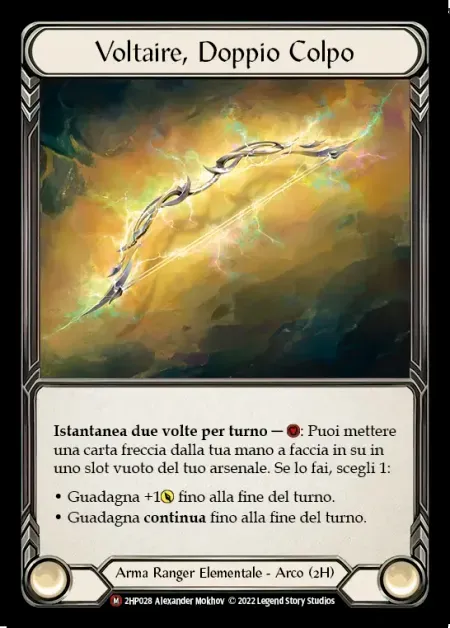 Voltaire, Doppio Colpo
Istantanea due volte per turno — : Puoi mettere
una carta freccia dalla tua mano a faccia in su in
uno slot vuoto del tuo arsenale. Se lo fai, scegli 1:
• Guadagna +1 fino alla fine del turno.
• Guadagna continua fino alla fine del turno.
Arma Ranger Elementale - Arco (2H)
M 2HP028 Alexander Mokhov © 2022 Legend Story Studios